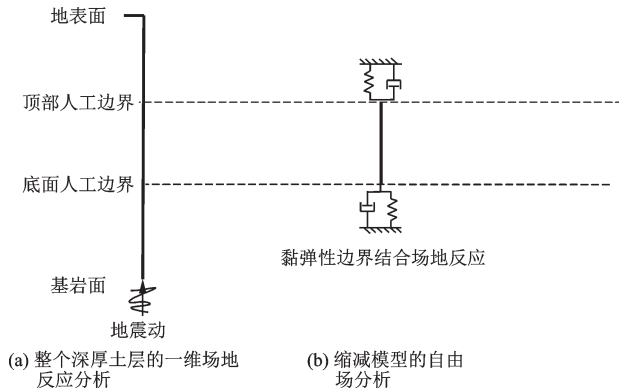 地表面
顶部人工边界
底面人工边界
黏弹性边界结合场地反应
基岩面
地震动
(a) 整个深厚土层的一维场地
反应分析
(b) 缩减模型的自由
场分析